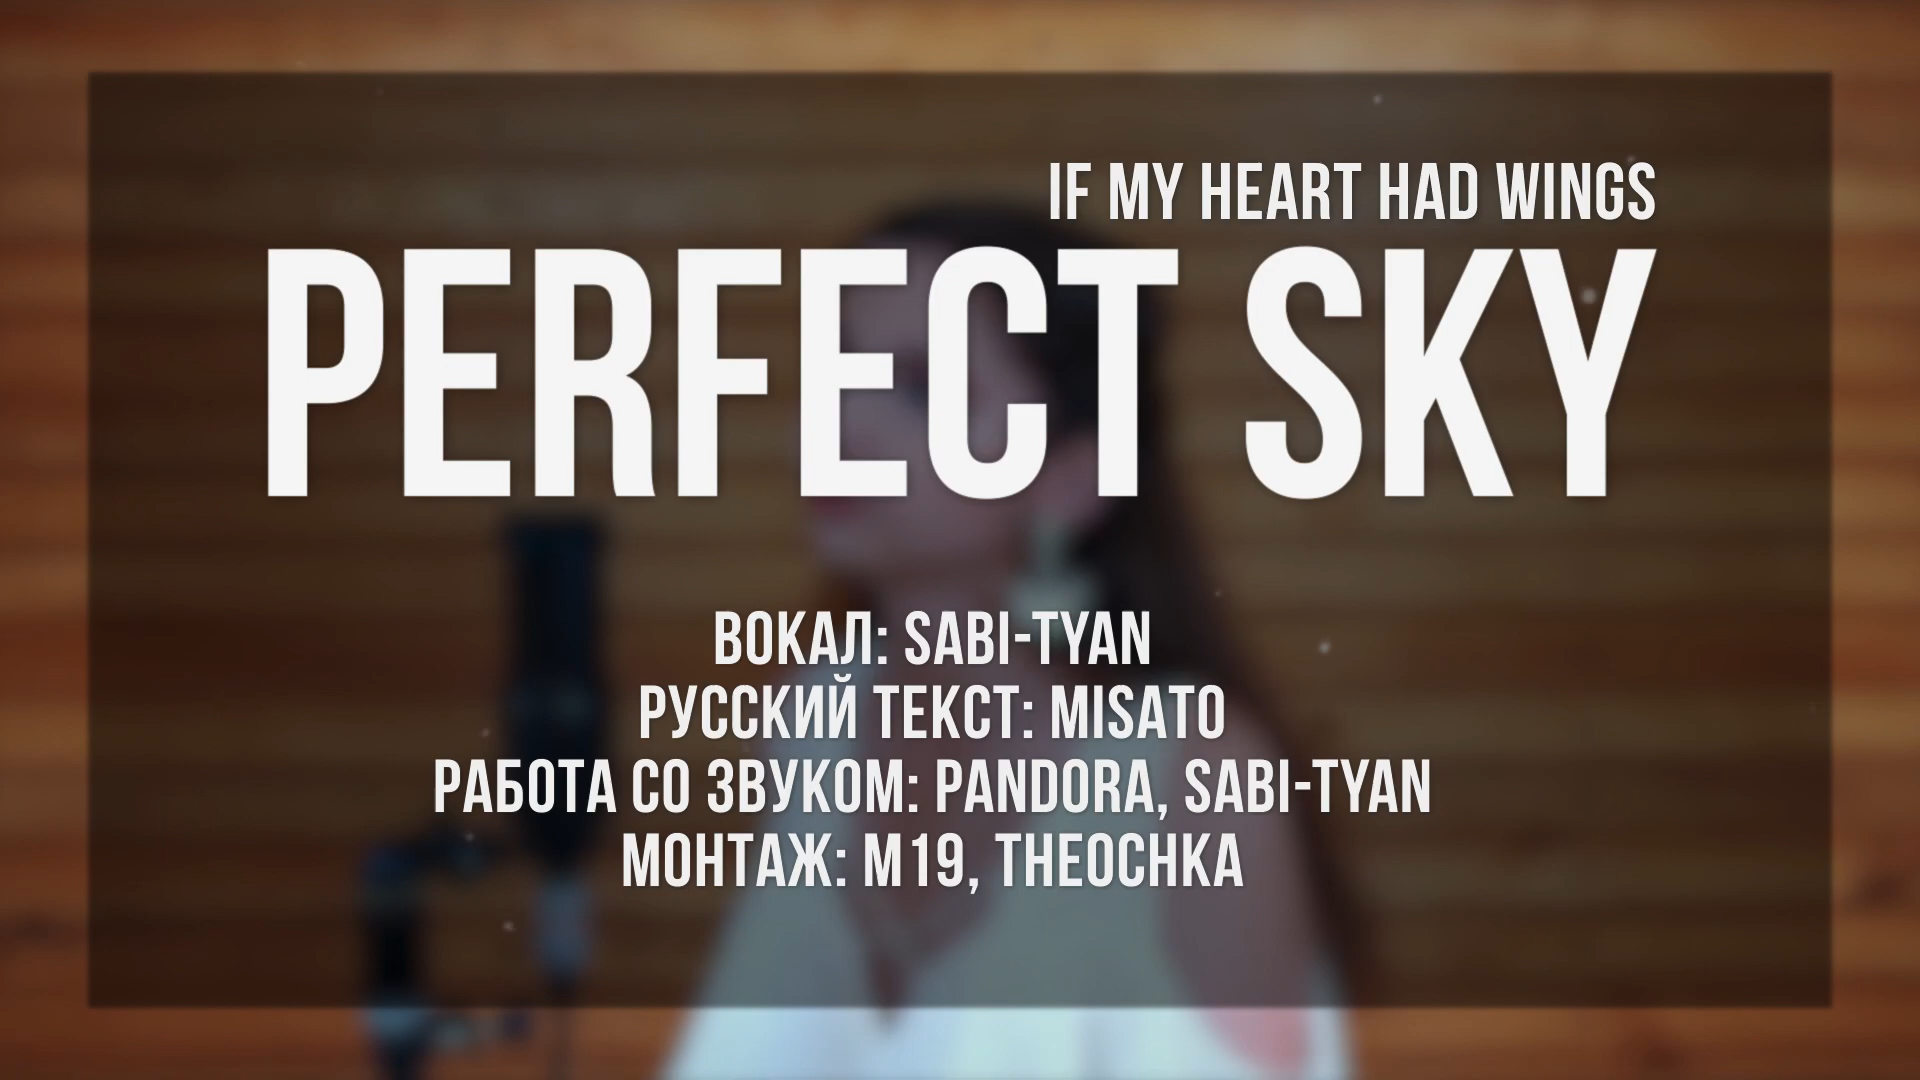 IF MY HEART HAD WINGS
PERFECT SKY
ВОКАЛ: SABI-TYAN
РУССКИЙ ТЕКСТ: MISATO
РАБОТА СО ЗВУКОМ: PANDORA, SABI-TYAN
МОНТАЖ: M19, THEOCHKA